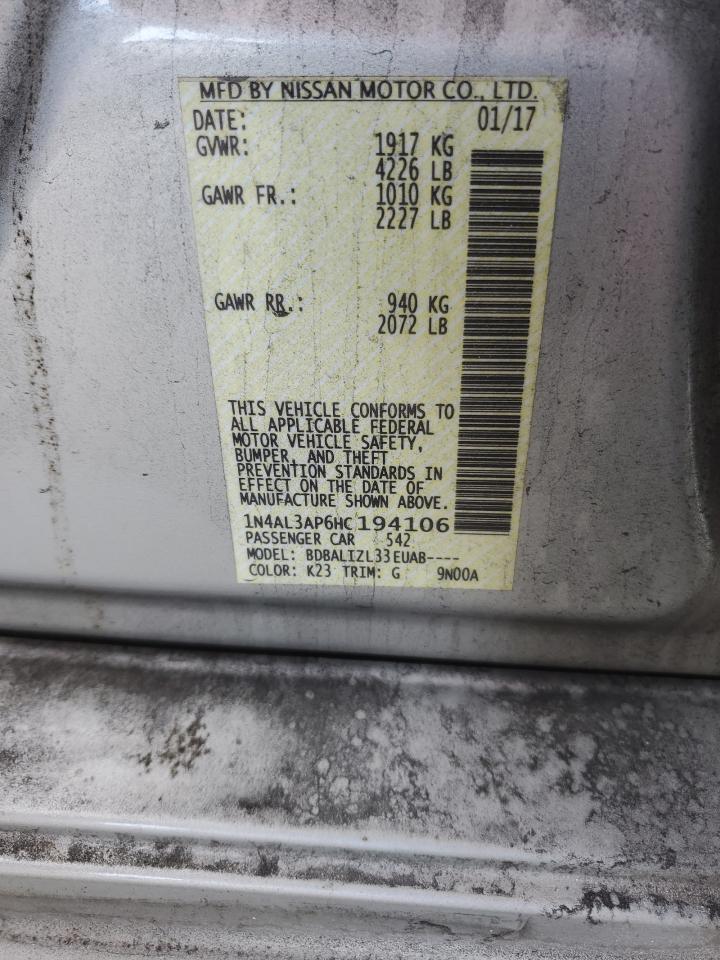 MFD BY NISSAN MOTOR CO., LTD.
DATE: 01/17
GVWR: 1917 KG
4226 LB
GAWR FR.: 1010 KG
2227 LB
GAWR RR.: 940 KG
2072 LB
THIS VEHICLE CONFORMS TO
ALL APPLICABLE FEDERAL
MOTOR VEHICLE SAFETY,
BUMPER, AND THEFT
PREVENTION STANDARDS IN
EFFECT ON THE DATE OF
MANUFACTURE SHOWN ABOVE.
1N4AL3AP6HC194106
PASSENGER CAR 542
MODEL: BDBALIZL33EUAB----
COLOR: K23 TRIM: G 9N00A